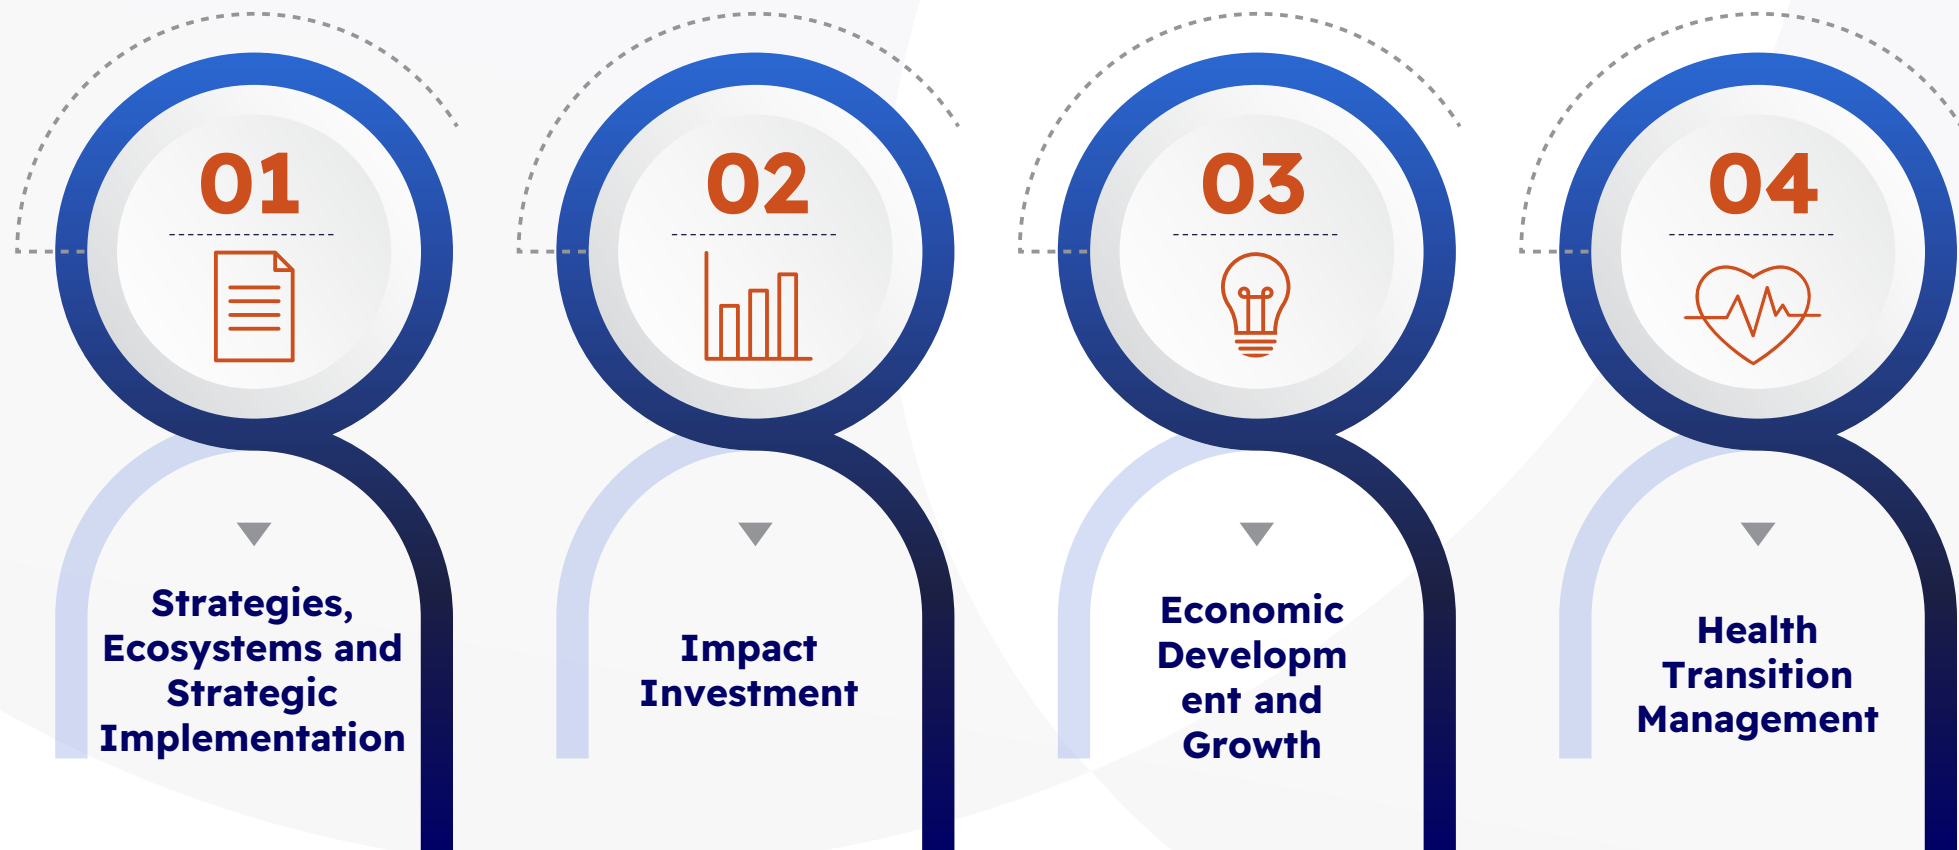 01
Strategies,
Ecosystems and
Strategic
Implementation
02
Impact
Investment
03
Economic
Developm
ent and
Growth
04
Health
Transition
Management